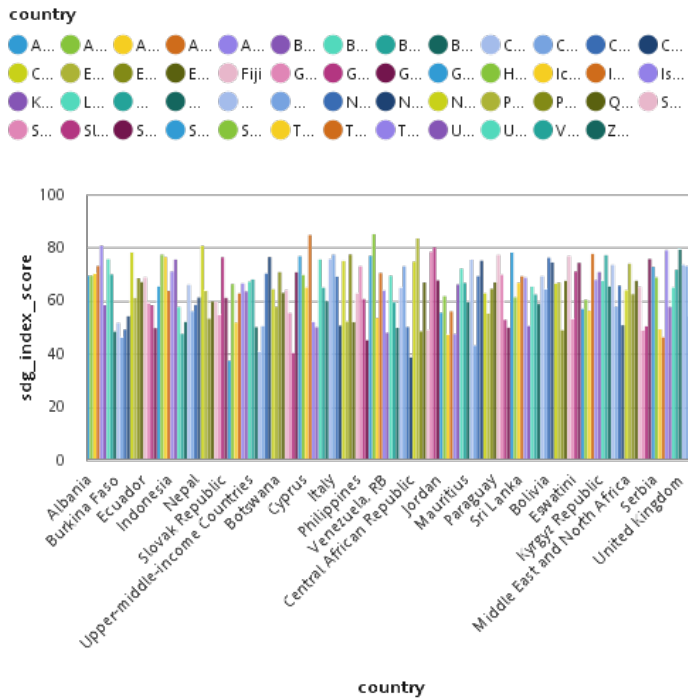 country
A... A... A... A... A... B... B... B... B... C... C... C... C...
C... E... E... E... Fiji G... G... G... G... H... Ic... I... Is...
K... L... ... ... ... ... N... N... N... P... P... Q... S...
S... Sl... S... S... S... T... T... T... U... U... V... Z...
100
80
60
40
20
0
sdg_index_score
Albania
Burkina Faso
Ecuador
Indonesia
Nepal
Slovak Republic
Upper-middle-income Countries
Botswana
Cyprus
Italy
Philippines
Venezuela, RB
Central African Republic
Jordan
Mauritius
Paraguay
Sri Lanka
Bolivia
Eswatini
Kyrgyz Republic
Middle East and North Africa
Serbia
United Kingdom
country